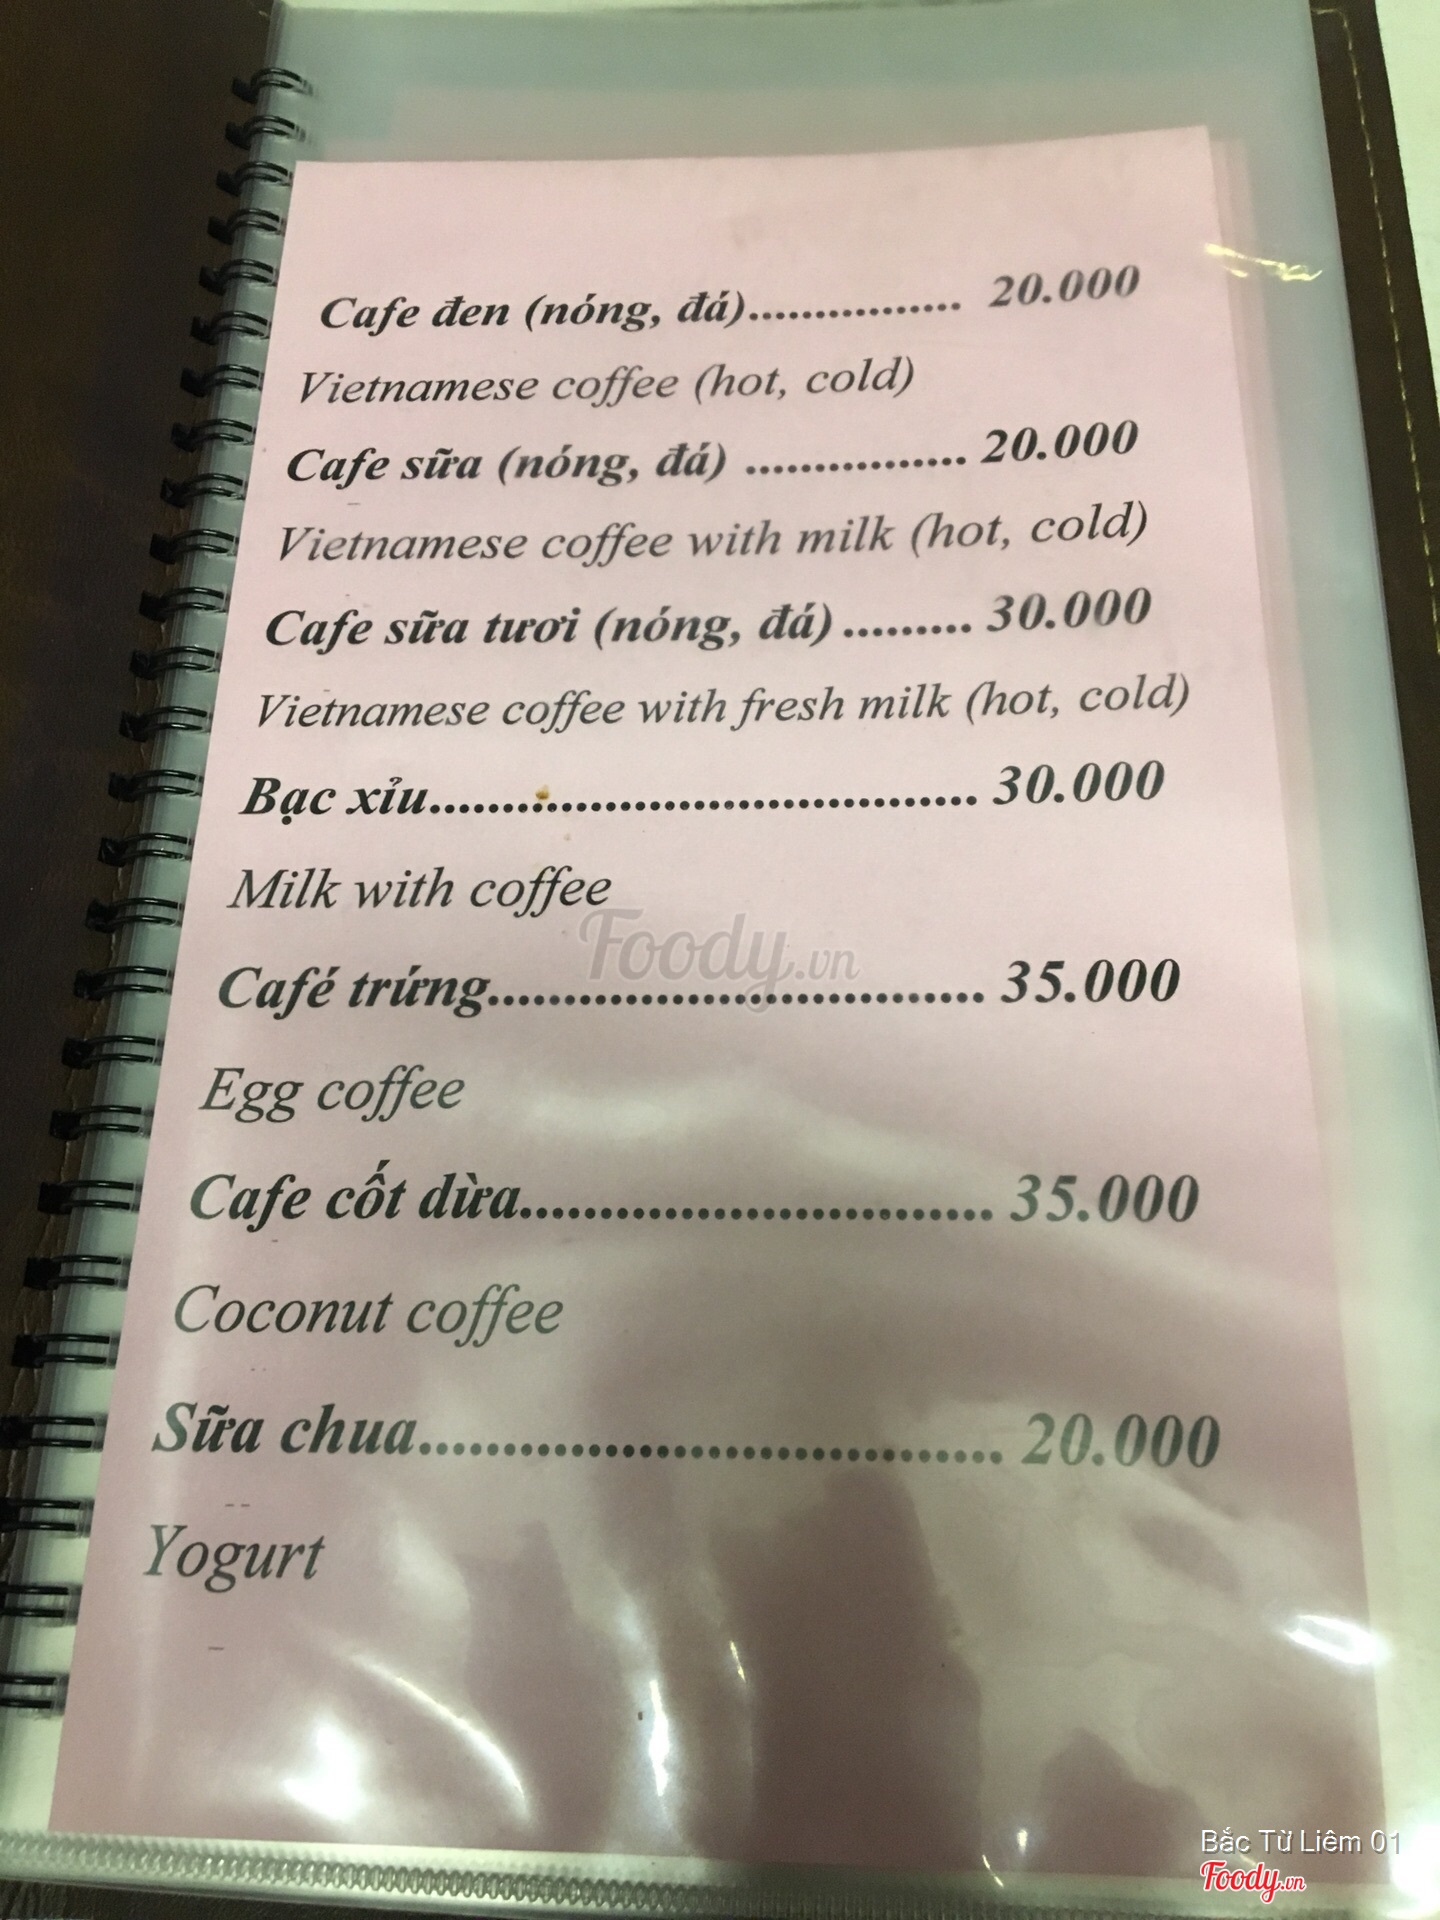 Cafe đen (nóng, đá)................ 20.000
Vietnamese coffee (hot, cold)
Cafe sữa (nóng, đá) ................ 20.000
Vietnamese coffee with milk (hot, cold)
Cafe sữa tươi (nóng, đá) ......... 30.000
Vietnamese coffee with fresh milk (hot, cold)
Bạc xỉu..................................... 30.000
Milk with coffee
Foody.vn
Café trứng.................................. 35.000
Egg coffee
Cafe cốt dừa............................... 35.000
Coconut coffee
Sữa chua..................................... 20.000
Yogurt
Bắc Từ Liêm 01
Foody.vn